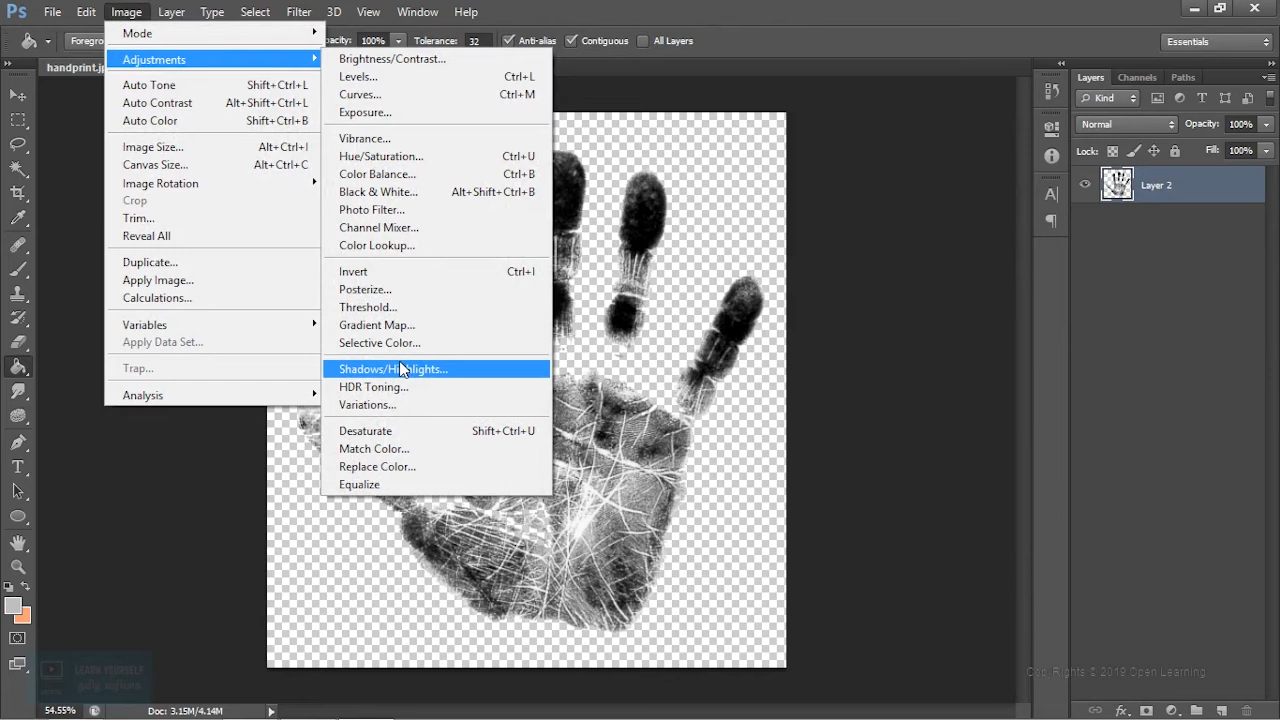 Ps File Edit Image Layer Type Select Filter 3D View Window Help
Foregro Opacity: 100% Tolerance: 32 Anti-alias Contiguous All Layers Essentials
handprint.jp
Mode
Adjustments
Auto Tone Shift+Ctrl+L
Auto Contrast Alt+Shift+Ctrl+L
Auto Color Shift+Ctrl+B
Image Size... Alt+Ctrl+I
Canvas Size... Alt+Ctrl+C
Image Rotation
Crop
Trim...
Reveal All
Duplicate...
Apply Image...
Calculations...
Variables
Apply Data Set...
Trap...
Analysis
Brightness/Contrast...
Levels... Ctrl+L
Curves... Ctrl+M
Exposure...
Vibrance...
Hue/Saturation... Ctrl+U
Color Balance... Ctrl+B
Black & White... Alt+Shift+Ctrl+B
Photo Filter...
Channel Mixer...
Color Lookup...
Invert Ctrl+I
Posterize...
Threshold...
Gradient Map...
Selective Color...
Shadows/Highlights...
HDR Toning...
Variations...
Desaturate Shift+Ctrl+U
Match Color...
Replace Color...
Equalize
Layers Channels Paths
Kind
Normal Opacity: 100%
Lock: Fill: 100%
Layer 2
LEARN YOURSELF
Cop Rights © 2019 Open Learning
54.55% Doc: 3.15M/4.14M